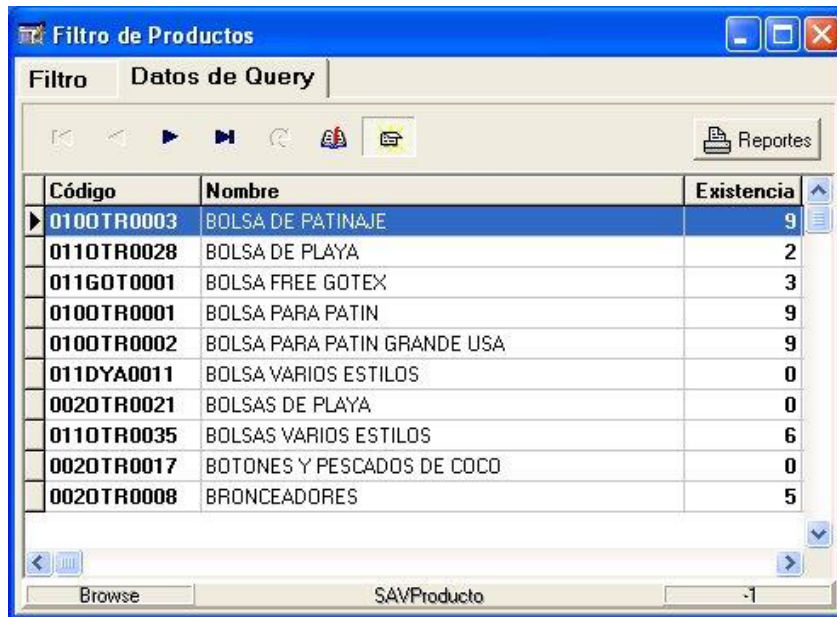 Filtro de Productos
Filtro Datos de Query
Reportes
Código Nombre Existencia
010OTR0003 BOLSA DE PATINAJE 9
011OTR0028 BOLSA DE PLAYA 2
011GOT0001 BOLSA FREE GOTEX 3
010OTR0001 BOLSA PARA PATIN 9
010OTR0002 BOLSA PARA PATIN GRANDE USA 9
011DYA0011 BOLSA VARIOS ESTILOS 0
002OTR0021 BOLSAS DE PLAYA 0
011OTR0035 BOLSAS VARIOS ESTILOS 6
002OTR0017 BOTONES Y PESCADOS DE COCO 0
002OTR0008 BRONCEADORES 5
Browse SAVProducto -1